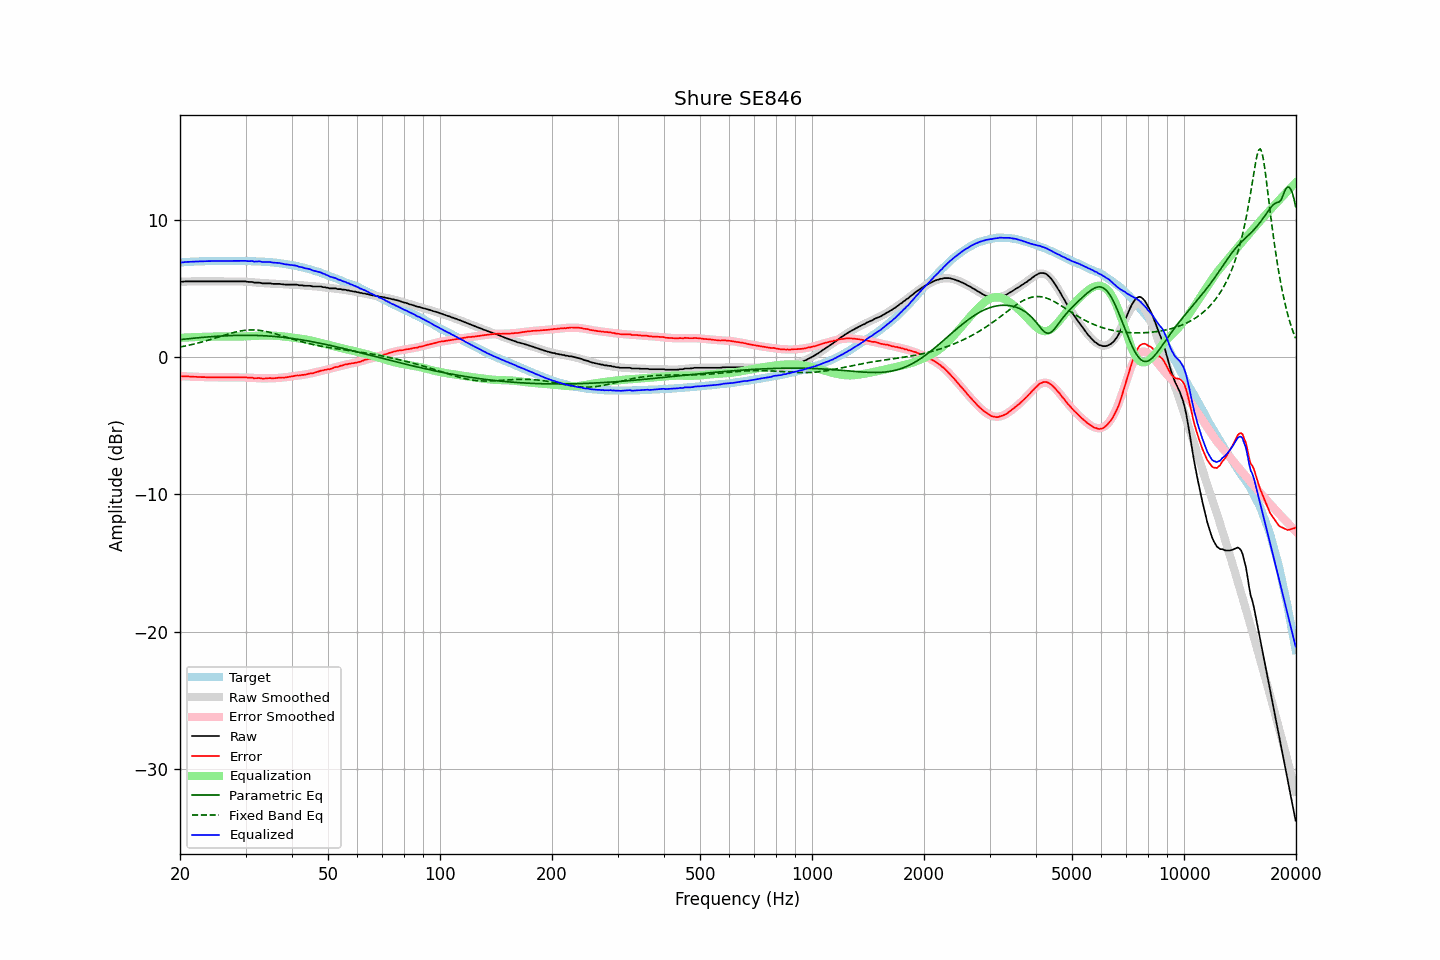 Shure SE846
Amplitude (dBr)
10
0
−10
−20
−30
Target
Raw Smoothed
Error Smoothed
Raw
Error
Equalization
Parametric Eq
Fixed Band Eq
Equalized
20 50 100 200 500 1000 2000 5000 10000 20000
Frequency (Hz)